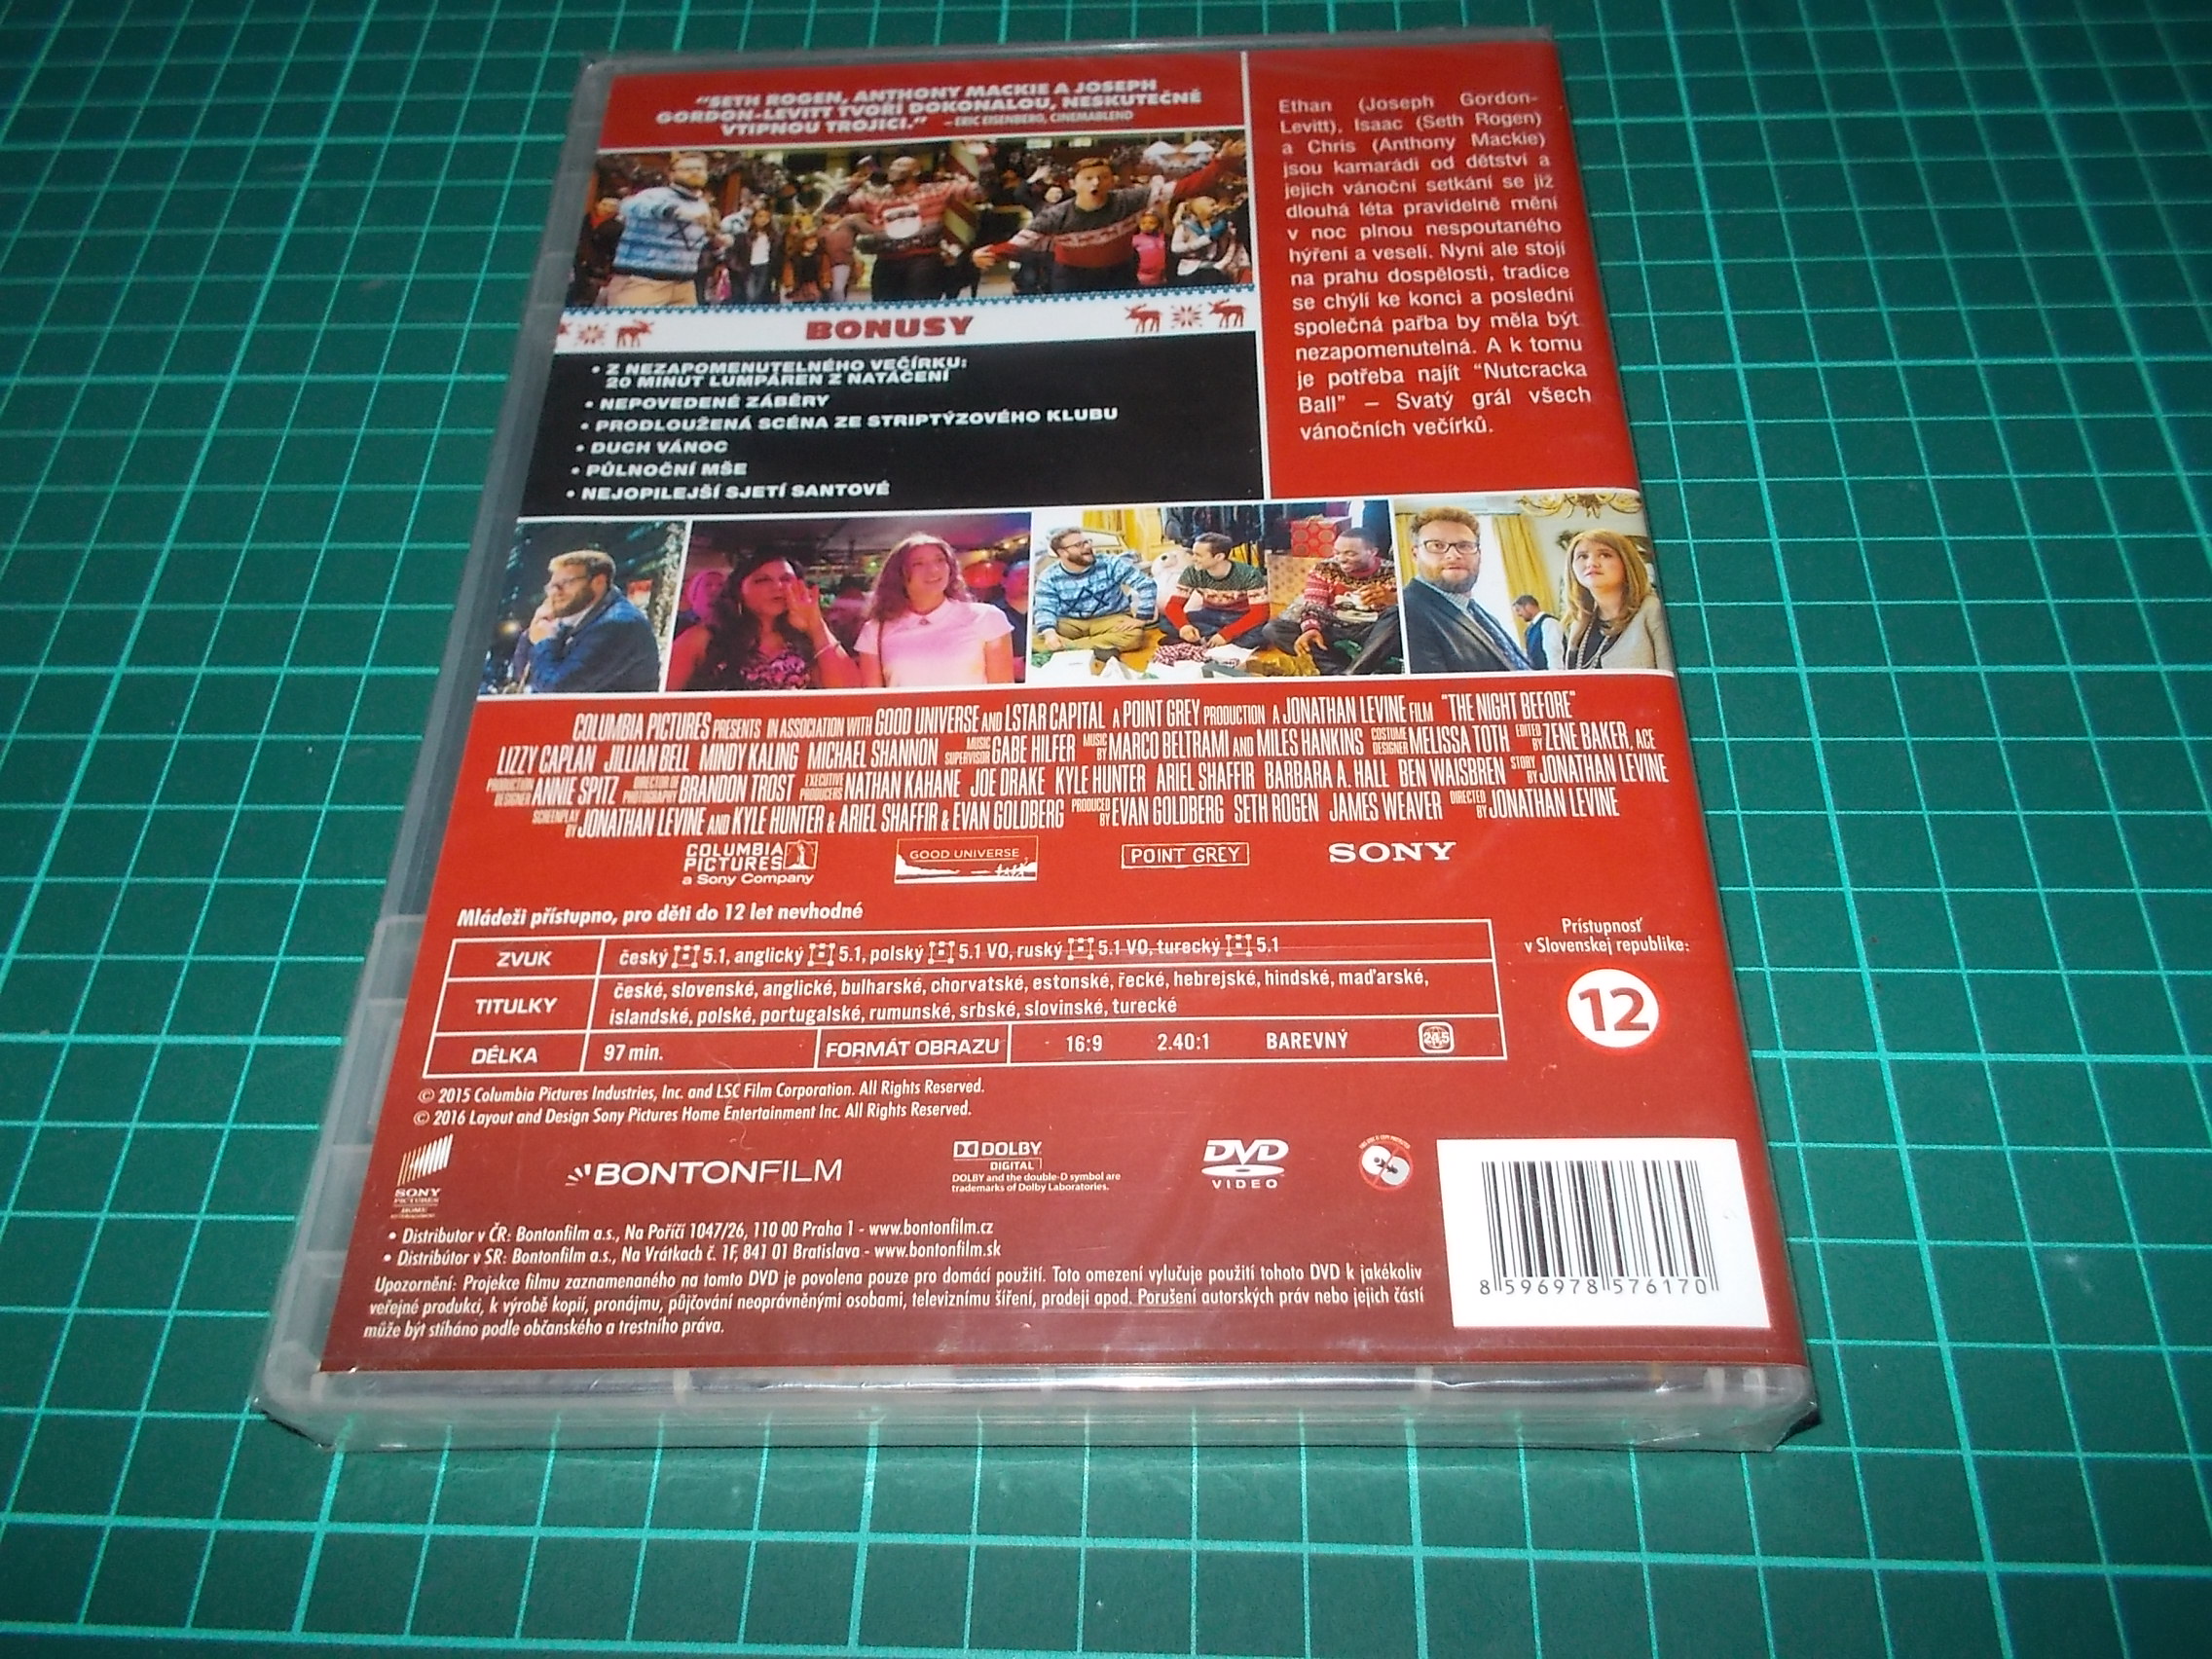 "SETH ROGEN, ANTHONY MACKIE A JOSEPH
GORDON-LEVITT TVOŘÍ DOKONALOU, NESKUTEČNĚ
VTIPNOU TROJICI." - ERIC EISENBERG, CINEMABLEND
Ethan (Joseph Gordon-
Levitt), Isaac (Seth Rogen)
a Chris (Anthony Mackie)
jsou kamarádi od dětství a
jejich vánoční setkání se již
dlouhá léta pravidelně mění
v noc plnou nespoutaného
hýření a veselí. Nyní ale stojí
na prahu dospělosti, tradice
se chýlí ke konci a poslední
společná pařba by měla být
nezapomenutelná. A k tomu
je potřeba najít "Nutcracka
Ball" – Svatý grál všech
vánočních večírků.
BONUSY
• Z NEZAPOMENUTELNÉHO VEČÍRKU:
20 MINUT LUMPÁREN Z NATÁČENÍ
• NEPOVEDENÉ ZÁBĚRY
• PRODLOUŽENÁ SCÉNA ZE STRIPTÝZOVÉHO KLUBU
• DUCH VÁNOC
• PŮLNOČNÍ MŠE
• NEJOPILEJŠÍ SJETÍ SANTOVÉ
COLUMBIA PICTURES PRESENTS IN ASSOCIATION WITH GOOD UNIVERSE AND LSTAR CAPITAL A POINT GREY PRODUCTION A JONATHAN LEVINE FILM "THE NIGHT BEFORE"
LIZZY CAPLAN JILLIAN BELL MINDY KALING MICHAEL SHANNON MUSIC SUPERVISOR GABE HILFER MUSIC BY MARCO BELTRAMI AND MILES HANKINS COSTUME DESIGNER MELISSA TOTH EDITED BY ZENE BAKER, ACE
PRODUCTION DESIGNER ANNIE SPITZ DIRECTOR OF PHOTOGRAPHY BRANDON TROST EXECUTIVE PRODUCERS NATHAN KAHANE JOE DRAKE KYLE HUNTER ARIEL SHAFFIR BARBARA A. HALL BEN WAISBREN STORY BY JONATHAN LEVINE
SCREENPLAY BY JONATHAN LEVINE AND KYLE HUNTER & ARIEL SHAFFIR & EVAN GOLDBERG PRODUCED BY EVAN GOLDBERG SETH ROGEN JAMES WEAVER DIRECTED BY JONATHAN LEVINE
COLUMBIA
PICTURES
a Sony Company
GOOD UNIVERSE
POINT GREY
SONY
Mládeži přístupno, pro děti do 12 let nevhodné
ZVUK český 5.1, anglický 5.1, polský 5.1 VO, ruský 5.1 VO, turecký 5.1
TITULKY české, slovenské, anglické, bulharské, chorvatské, estonské, řecké, hebrejské, hindské, maďarské,
islandské, polské, portugalské, rumunské, srbské, slovinské, turecké
DÉLKA 97 min. FORMÁT OBRAZU 16:9 2.40:1 BAREVNÝ
Prístupnosť
v Slovenskej republike:
12
© 2015 Columbia Pictures Industries, Inc. and LSC Film Corporation. All Rights Reserved.
© 2016 Layout and Design Sony Pictures Home Entertainment Inc. All Rights Reserved.
SONY
PICTURES
HOME
BONTONFILM
DOLBY
DIGITAL
DOLBY and the double-D symbol are
trademarks of Dolby Laboratories.
DVD
VIDEO
• Distributor v ČR: Bontonfilm a.s., Na Poříčí 1047/26, 110 00 Praha 1 - www.bontonfilm.cz
• Distribútor v SR: Bontonfilm a.s., Na Vrátkach č. 1F, 841 01 Bratislava - www.bontonfilm.sk
Upozornění: Projekce filmu zaznamenaného na tomto DVD je povolena pouze pro domácí použití. Toto omezení vylučuje použití tohoto DVD k jakékoliv
veřejné produkci, k výrobě kopií, pronájmu, půjčování neoprávněnými osobami, televiznímu šíření, prodeji apod. Porušení autorských práv nebo jejich částí
může být stíháno podle občanského a trestního práva.
8 596978 576170